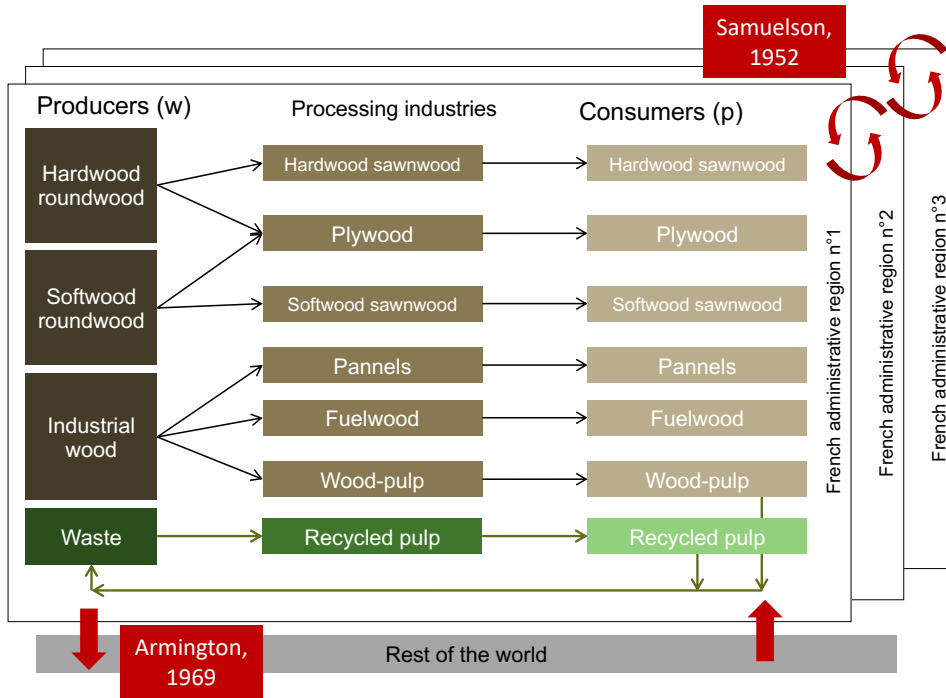 Samuelson,
1952
Producers (w)
Processing industries
Consumers (p)
Hardwood
roundwood
Hardwood sawnwood
Hardwood sawnwood
Plywood
Plywood
Softwood
roundwood
Softwood sawnwood
Softwood sawnwood
Industrial
wood
Pannels
Pannels
Fuelwood
Fuelwood
Wood-pulp
Wood-pulp
Waste
Recycled pulp
Recycled pulp
French administrative region n°1
French administrative region n°2
French administrative region n°3
Armington,
1969
Rest of the world